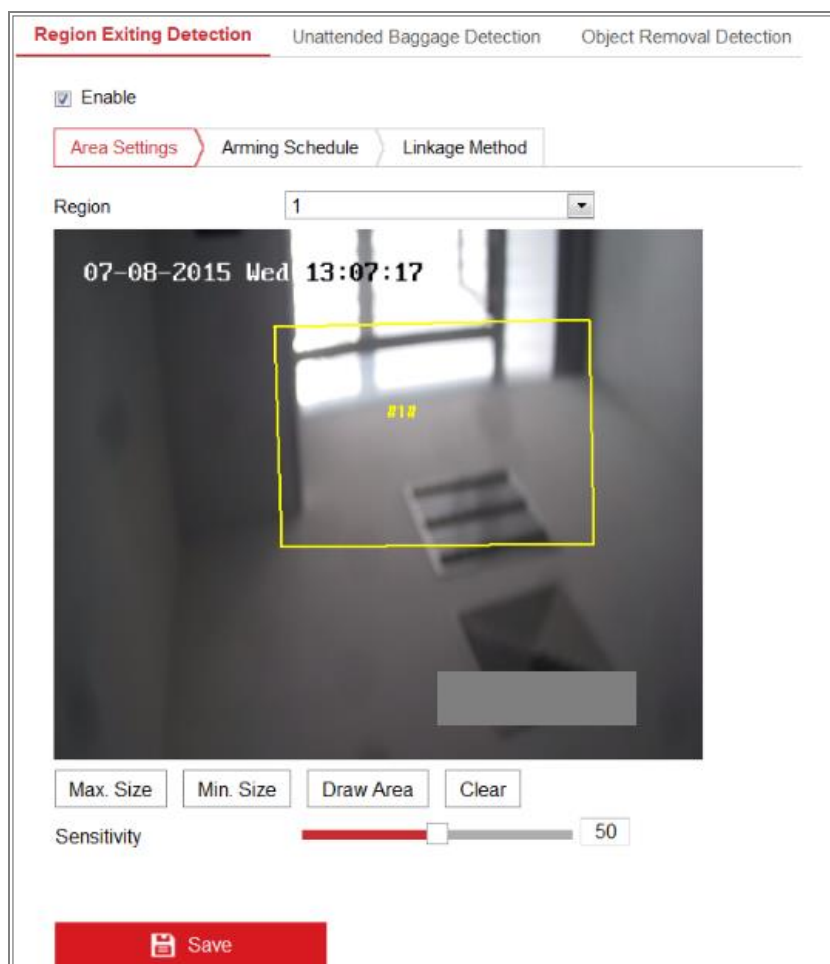 Region Exiting Detection Unattended Baggage Detection Object Removal Detection
Enable
Area Settings Arming Schedule Linkage Method
Region 1
07-08-2015 Wed 13:07:17
#1#
Max. Size Min. Size Draw Area Clear
Sensitivity 50
Save